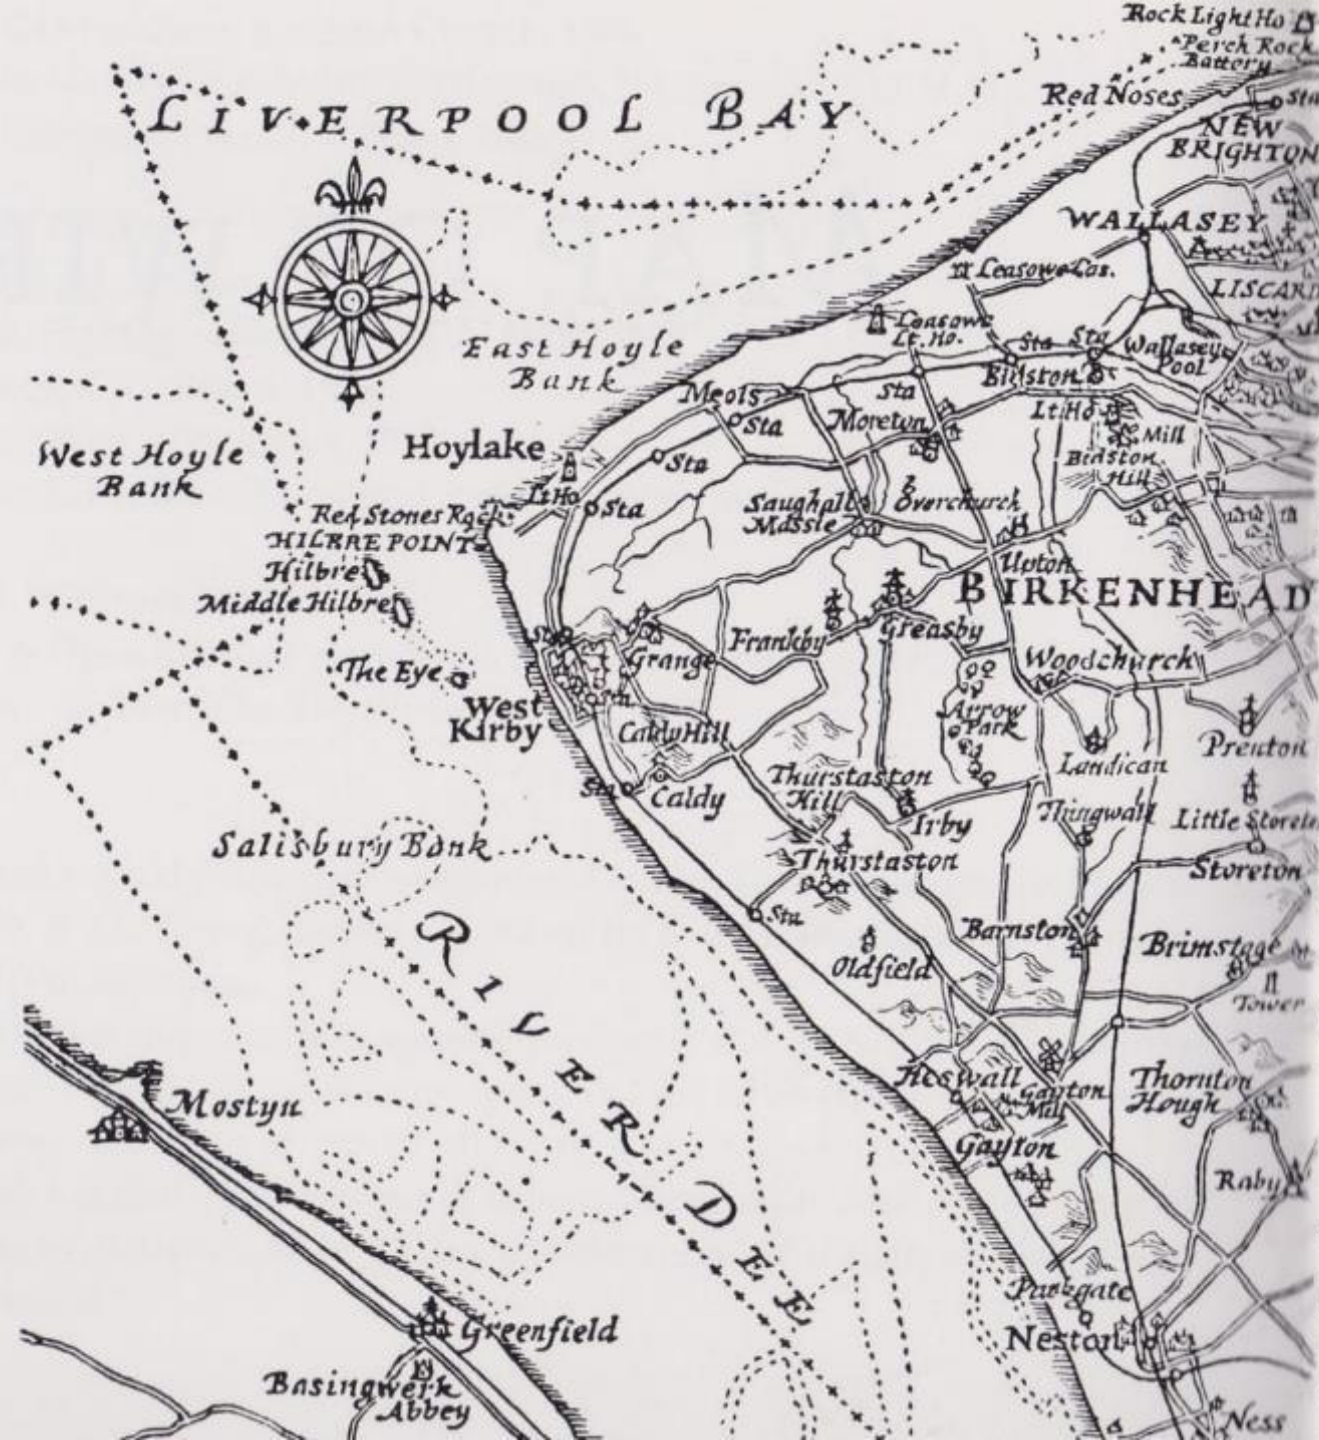 Rock Light Ho
Perch Rock
Battery
Red Noses
Sta
NEW
BRIGHTON
LIVERPOOL BAY
WALLASEY
Leasowe Cas.
LISCARD
Leasowe
Lt. Ho.
East Hoyle
Bank
Sta
Sta
Wallasey
Pool
Bidston
Sta
Meols
Sta
Moreton
Lt Ho
Mill
Hoylake
Sta
West Hoyle
Bank
Bidston
Hill
Lt Ho
Sta
Saughall
Massie
Overchurch
Red Stones Rock
HILBRE POINT
Upton
Hilbre
BIRKENHEAD
Middle Hilbre
Sta
Frankby
Greasby
Grange
Woodchurch
The Eye
Sta
West
Kirby
Caldy Hill
Arrow
Park
Prenton
Landican
Sta
Caldy
Thurstaston
Hill
Irby
Thingwall
Little Storeto
Salisbury Bank
Thurstaston
Storeton
Sta
Barnston
Brimstage
Oldfield
Tower
RIVER DEE
Mostyn
Heswall
Gayton
Mill
Thornton
Hough
Gayton
Raby
Parkgate
Greenfield
Neston
Basingwerk
Abbey
Ness